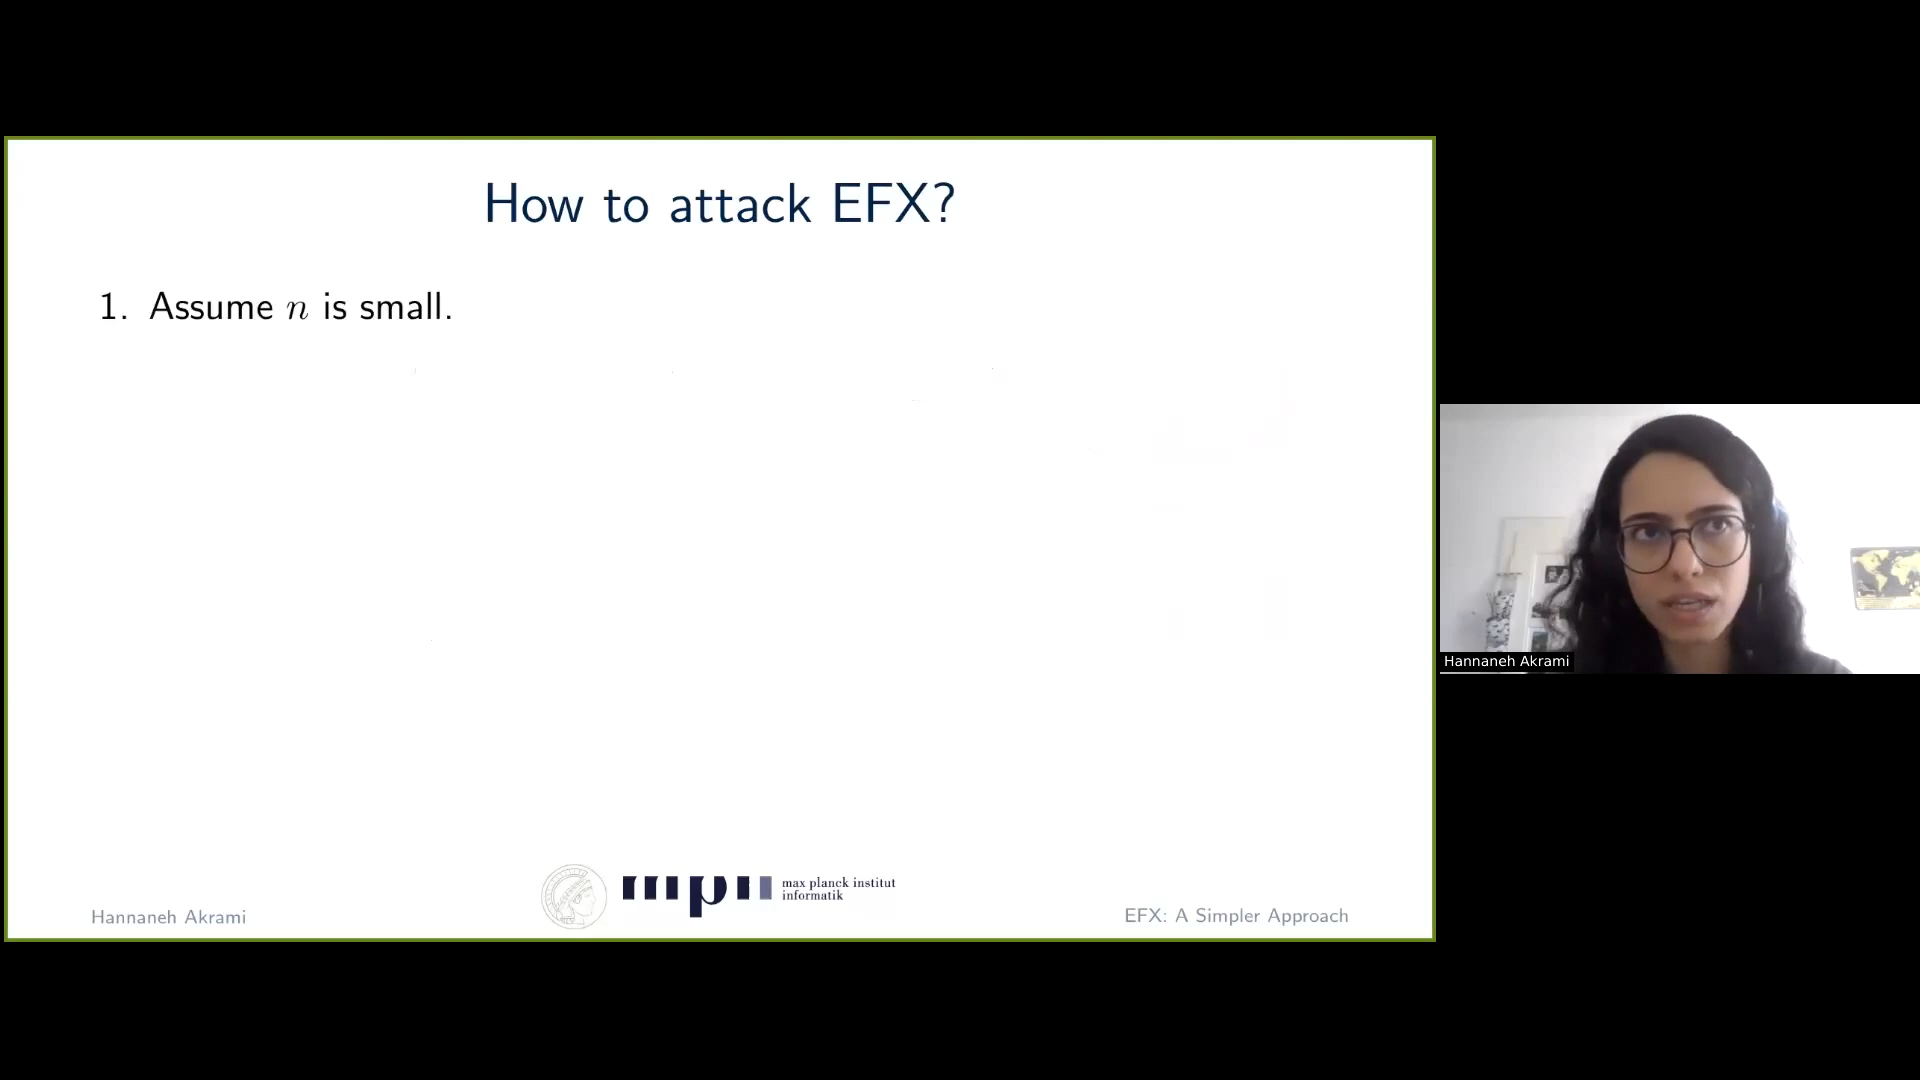 How to attack EFX?
1. Assume n is small.
Hannaneh Akrami
max planck institut
informatik
Hannaneh Akrami
EFX: A Simpler Approach